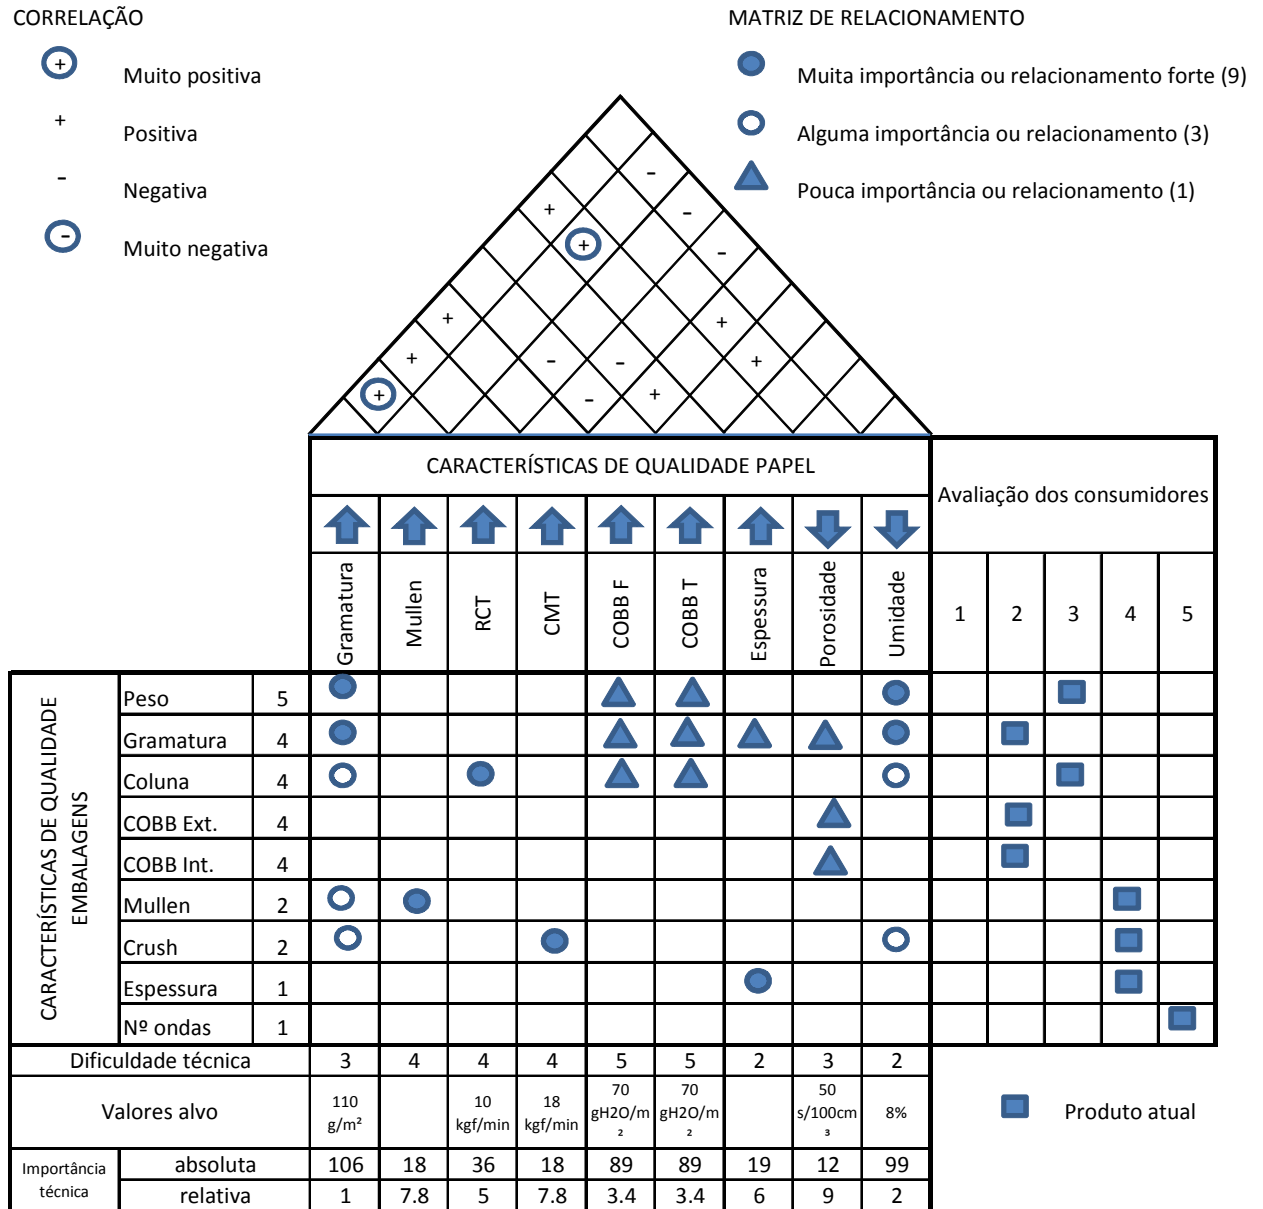 CORRELAÇÃO
+ Muito positiva
+ Positiva
- Negativa
- Muito negativa
MATRIZ DE RELACIONAMENTO
Muita importância ou relacionamento forte (9)
Alguma importância ou relacionamento (3)
Pouca importância ou relacionamento (1)
-
+ -
+ -
+ +
+ - - +
+ - +
CARACTERÍSTICAS DE QUALIDADE PAPEL
Avaliação dos consumidores
Gramatura Mullen RCT CMT COBB F COBB T Espessura Porosidade Umidade 1 2 3 4 5
CARACTERÍSTICAS DE QUALIDADE
EMBALAGENS
Peso 5
Gramatura 4
Coluna 4
COBB Ext. 4
COBB Int. 4
Mullen 2
Crush 2
Espessura 1
Nº ondas 1
Dificuldade técnica 3 4 4 4 5 5 2 3 2
Valores alvo
110
g/m²
10
kgf/min
18
kgf/min
70
gH2O/m
²
70
gH2O/m
²
50
s/100cm
³
8%
Produto atual
Importância
técnica
absoluta 106 18 36 18 89 89 19 12 99
relativa 1 7.8 5 7.8 3.4 3.4 6 9 2